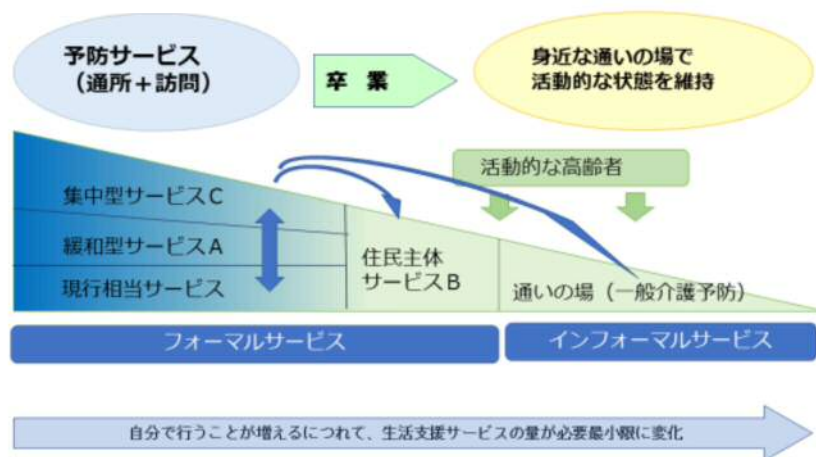 予防サービス
(通所+訪問)
卒 業
身近な通いの場で
活動的な状態を維持
活動的な高齢者
集中型サービスC
緩和型サービスA
現行相当サービス
住民主体
サービスB
通いの場(一般介護予防)
フォーマルサービス
インフォーマルサービス
自分で行うことが増えるにつれて、生活支援サービスの量が必要最小限に変化